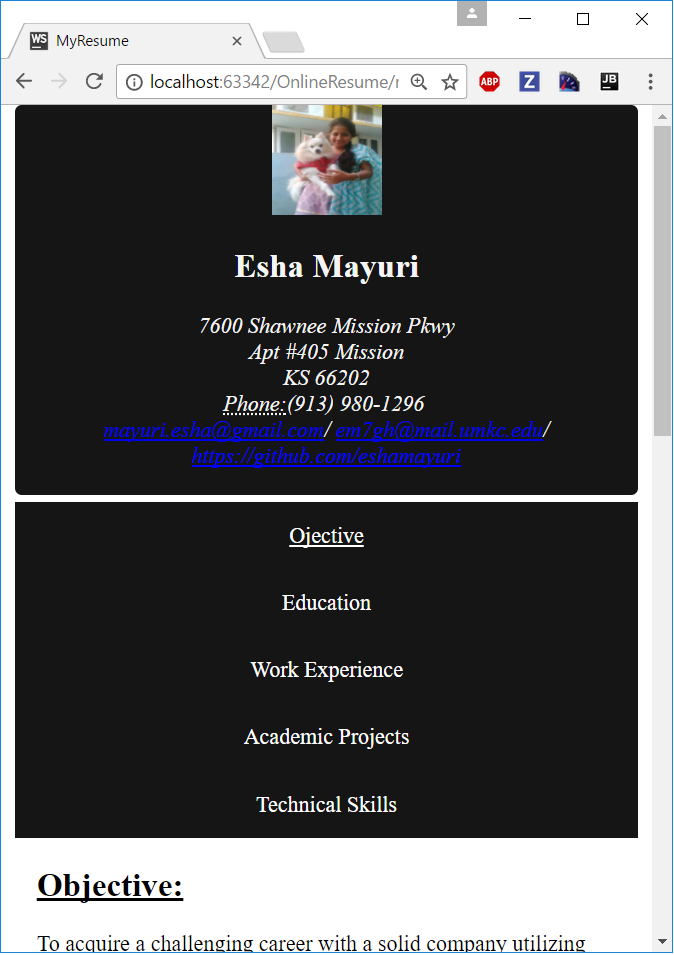 WS
MyResume
localhost:63342/OnlineResume/
ABP
Z
JB
Esha Mayuri
7600 Shawnee Mission Pkwy
Apt #405 Mission
KS 66202
Phone:(913) 980-1296
mayuri.esha@gmail.com/ em7gh@mail.umkc.edu/
https://github.com/eshamayuri
Ojective
Education
Work Experience
Academic Projects
Technical Skills
Objective:
To acquire a challenging career with a solid company utilizing